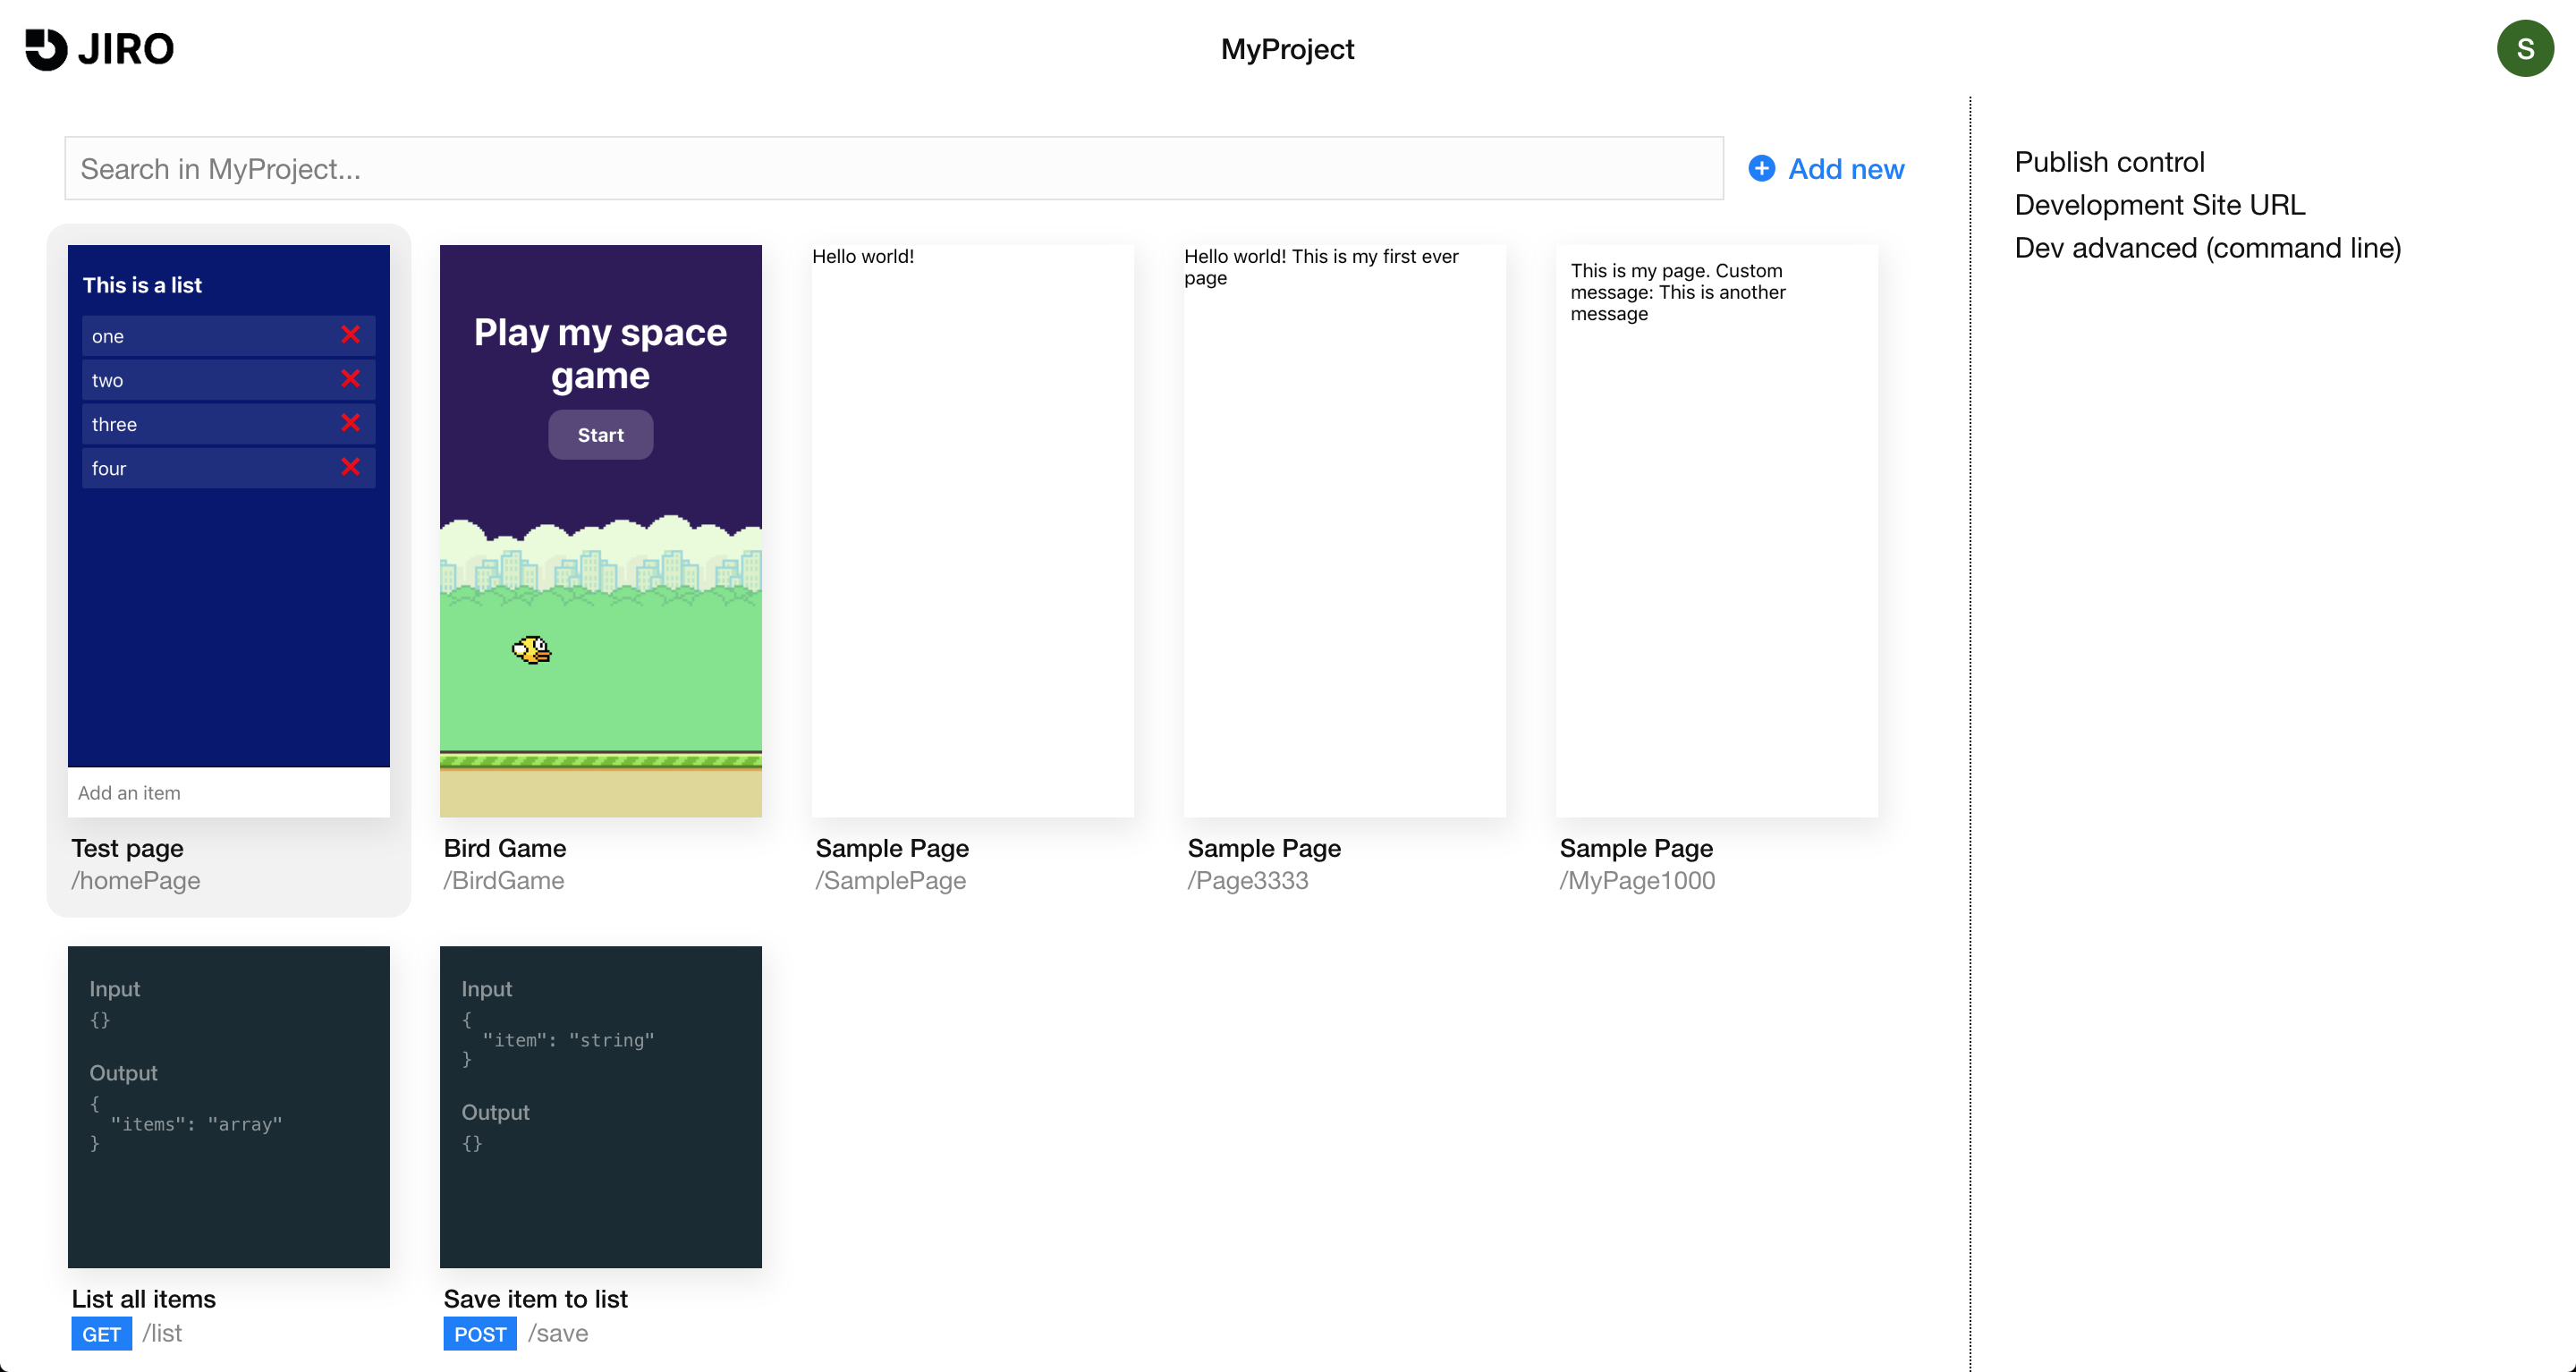 JIRO
MyProject
S
Search in MyProject...
Add new
Publish control
Development Site URL
Dev advanced (command line)
This is a list
one
two
three
four
Add an item
Test page
/homePage
Play my space
game
Start
Bird Game
/BirdGame
Hello world!
Sample Page
/SamplePage
Hello world! This is my first ever
page
Sample Page
/Page3333
This is my page. Custom
message: This is another
message
Sample Page
/MyPage1000
Input
{}
Output
{
"items": "array"
}
List all items
GET /list
Input
{
"item": "string"
}
Output
{}
Save item to list
POST /save